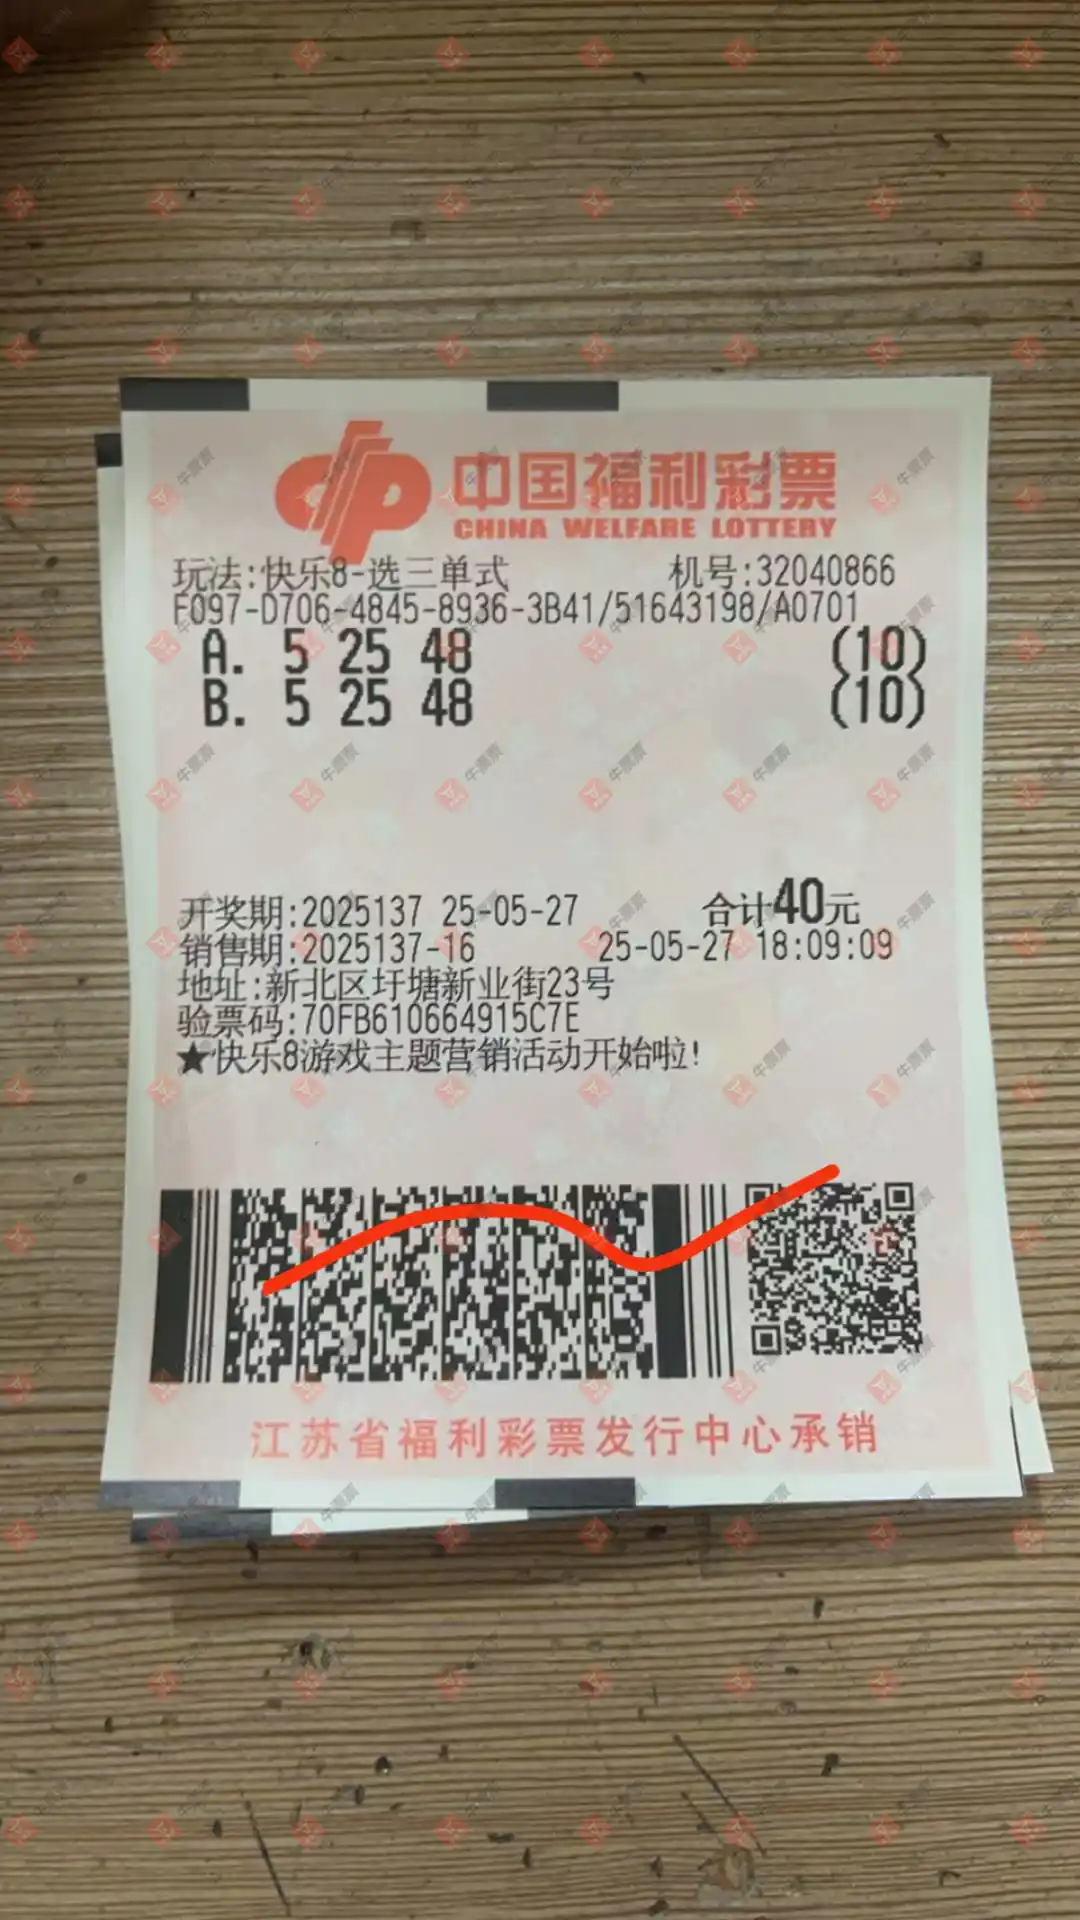 中国福利彩票
CHINA WELFARE LOTTERY
玩法:快乐8-选三单式 机号:32040866
F097-D706-4845-8936-3B41/51643198/A0701
A. 5 25 48 (10)
B. 5 25 48 (10)
开奖期:2025137 25-05-27 合计40元
销售期:2025137-16 25-05-27 18:09:09
地址:新北区圩塘新业街23号
验票码:70FB610664915C7E
★快乐8游戏主题营销活动开始啦!
江苏省福利彩票发行中心承销
牛票票